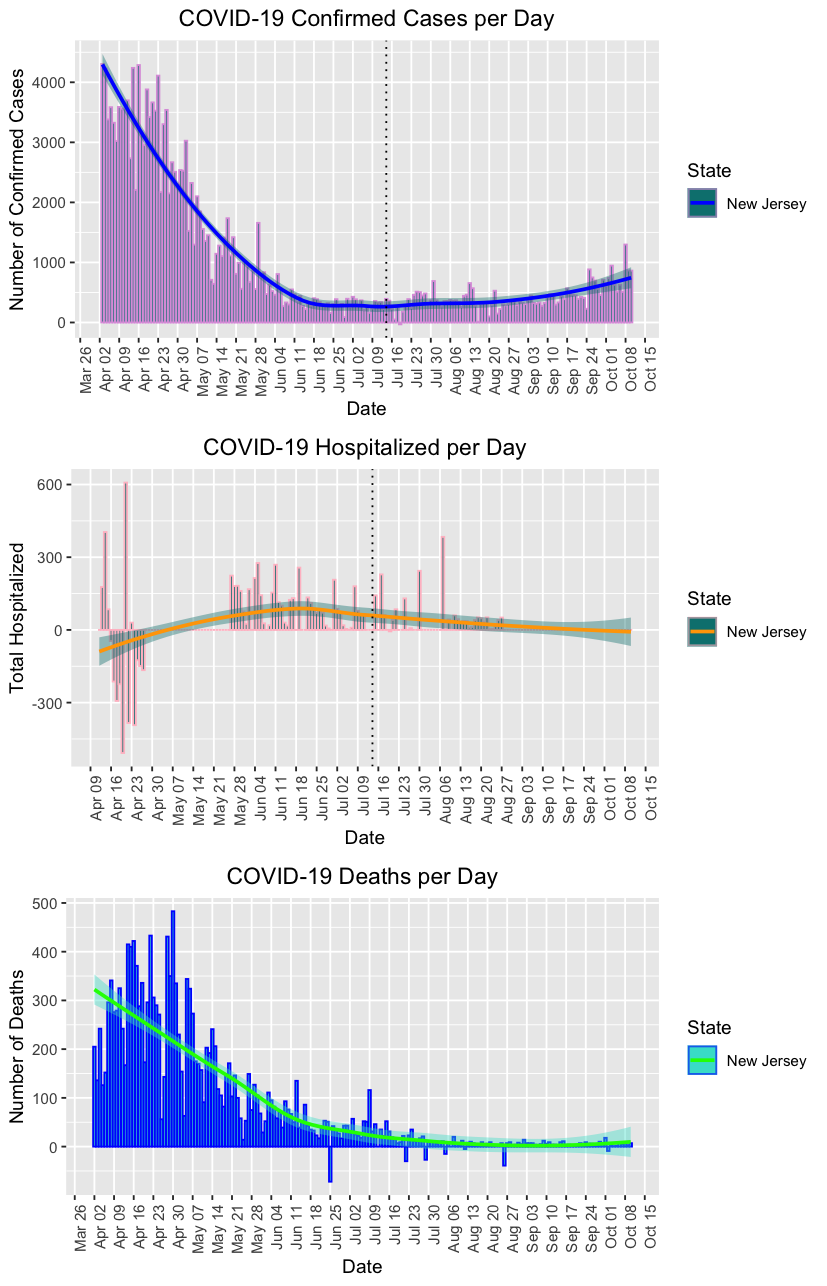 COVID-19 Confirmed Cases per Day
Number of Confirmed Cases
4000
3000
2000
1000
0
Mar 26
Apr 02
Apr 09
Apr 16
Apr 23
Apr 30
May 07
May 14
May 21
May 28
Jun 04
Jun 11
Jun 18
Jun 25
Jul 02
Jul 09
Jul 16
Jul 23
Jul 30
Aug 06
Aug 13
Aug 20
Aug 27
Sep 03
Sep 10
Sep 17
Sep 24
Oct 01
Oct 08
Oct 15
Date
State
New Jersey
COVID-19 Hospitalized per Day
Total Hospitalized
600
300
0
-300
Apr 09
Apr 16
Apr 23
Apr 30
May 07
May 14
May 21
May 28
Jun 04
Jun 11
Jun 18
Jun 25
Jul 02
Jul 09
Jul 16
Jul 23
Jul 30
Aug 06
Aug 13
Aug 20
Aug 27
Sep 03
Sep 10
Sep 17
Sep 24
Oct 01
Oct 08
Oct 15
Date
State
New Jersey
COVID-19 Deaths per Day
Number of Deaths
500
400
300
200
100
0
Mar 26
Apr 02
Apr 09
Apr 16
Apr 23
Apr 30
May 07
May 14
May 21
May 28
Jun 04
Jun 11
Jun 18
Jun 25
Jul 02
Jul 09
Jul 16
Jul 23
Jul 30
Aug 06
Aug 13
Aug 20
Aug 27
Sep 03
Sep 10
Sep 17
Sep 24
Oct 01
Oct 08
Oct 15
Date
State
New Jersey